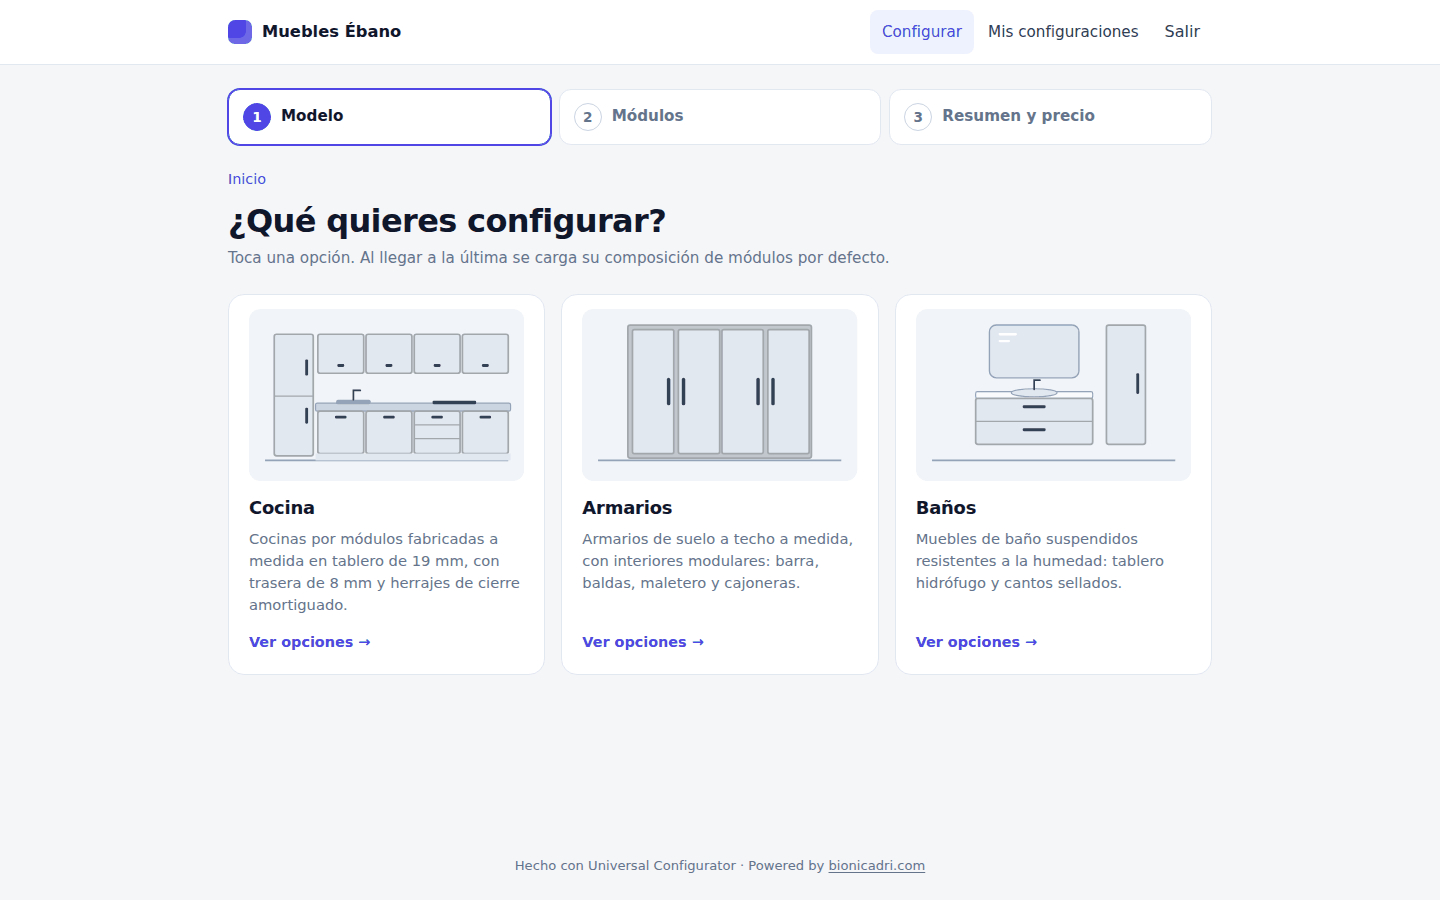 Muebles Ébano
Configurar
Mis configuraciones
Salir
1 Modelo
2 Módulos
3 Resumen y precio
Inicio
¿Qué quieres configurar?
Toca una opción. Al llegar a la última se carga su composición de módulos por defecto.
Cocina
Cocinas por módulos fabricadas a
medida en tablero de 19 mm, con
trasera de 8 mm y herrajes de cierre
amortiguado.
Ver opciones →
Armarios
Armarios de suelo a techo a medida,
con interiores modulares: barra,
baldas, maletero y cajoneras.
Ver opciones →
Baños
Muebles de baño suspendidos
resistentes a la humedad: tablero
hidrófugo y cantos sellados.
Ver opciones →
Hecho con Universal Configurator · Powered by bionicadri.com